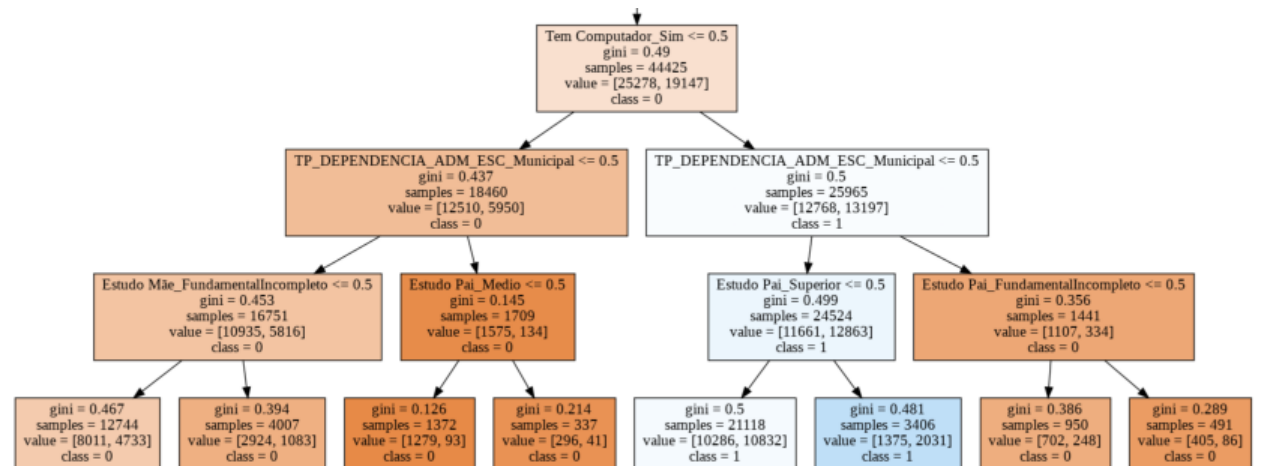 Tem Computador_Sim <= 0.5
gini = 0.49
samples = 44425
value = [25278, 19147]
class = 0
TP_DEPENDENCIA_ADM_ESC_Municipal <= 0.5
gini = 0.437
samples = 18460
value = [12510, 5950]
class = 0
TP_DEPENDENCIA_ADM_ESC_Municipal <= 0.5
gini = 0.5
samples = 25965
value = [12768, 13197]
class = 1
Estudo Mãe_FundamentalIncompleto <= 0.5
gini = 0.453
samples = 16751
value = [10935, 5816]
class = 0
Estudo Pai_Medio <= 0.5
gini = 0.145
samples = 1709
value = [1575, 134]
class = 0
Estudo Pai_Superior <= 0.5
gini = 0.499
samples = 24524
value = [11661, 12863]
class = 1
Estudo Pai_FundamentalIncompleto <= 0.5
gini = 0.356
samples = 1441
value = [1107, 334]
class = 0
gini = 0.467
samples = 12744
value = [8011, 4733]
class = 0
gini = 0.394
samples = 4007
value = [2924, 1083]
class = 0
gini = 0.126
samples = 1372
value = [1279, 93]
class = 0
gini = 0.214
samples = 337
value = [296, 41]
class = 0
gini = 0.5
samples = 21118
value = [10286, 10832]
class = 1
gini = 0.481
samples = 3406
value = [1375, 2031]
class = 1
gini = 0.386
samples = 950
value = [702, 248]
class = 0
gini = 0.289
samples = 491
value = [405, 86]
class = 0